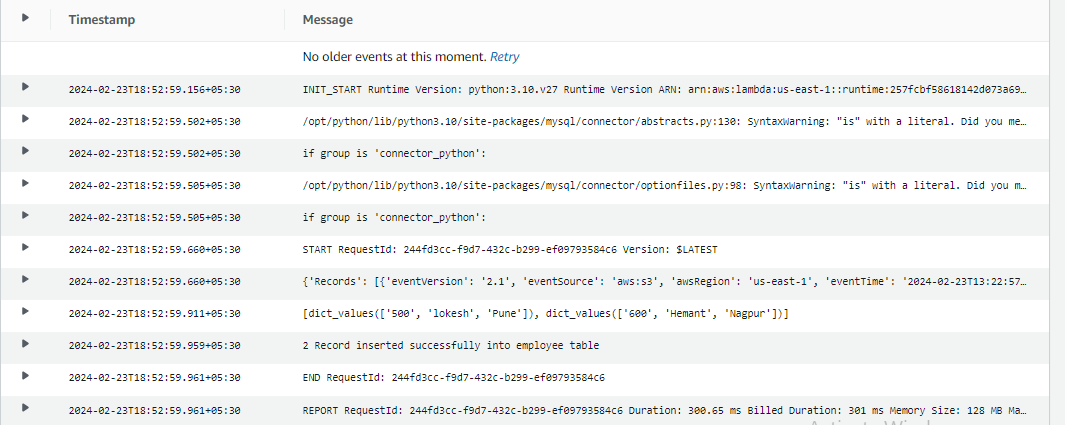 Timestamp Message
No older events at this moment. Retry
2024-02-23T18:52:59.156+05:30 INIT_START Runtime Version: python:3.10.v27 Runtime Version ARN: arn:aws:lambda:us-east-1::runtime:257fcbf58618142d073a69…
2024-02-23T18:52:59.502+05:30 /opt/python/lib/python3.10/site-packages/mysql/connector/abstracts.py:130: SyntaxWarning: "is" with a literal. Did you me…
2024-02-23T18:52:59.502+05:30 if group is 'connector_python':
2024-02-23T18:52:59.505+05:30 /opt/python/lib/python3.10/site-packages/mysql/connector/optionfiles.py:98: SyntaxWarning: "is" with a literal. Did you m…
2024-02-23T18:52:59.505+05:30 if group is 'connector_python':
2024-02-23T18:52:59.660+05:30 START RequestId: 244fd3cc-f9d7-432c-b299-ef09793584c6 Version: $LATEST
2024-02-23T18:52:59.660+05:30 {'Records': [{'eventVersion': '2.1', 'eventSource': 'aws:s3', 'awsRegion': 'us-east-1', 'eventTime': '2024-02-23T13:22:57…
2024-02-23T18:52:59.911+05:30 [dict_values(['500', 'lokesh', 'Pune']), dict_values(['600', 'Hemant', 'Nagpur'])]
2024-02-23T18:52:59.959+05:30 2 Record inserted successfully into employee table
2024-02-23T18:52:59.961+05:30 END RequestId: 244fd3cc-f9d7-432c-b299-ef09793584c6
2024-02-23T18:52:59.961+05:30 REPORT RequestId: 244fd3cc-f9d7-432c-b299-ef09793584c6 Duration: 300.65 ms Billed Duration: 301 ms Memory Size: 128 MB Ma…